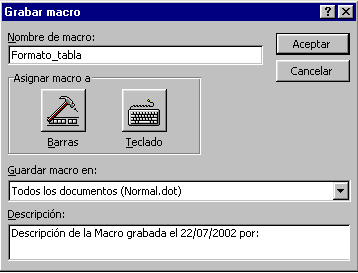 Grabar macro
Nombre de macro:
Formato_tabla
Aceptar
Cancelar
Asignar macro a
Barras
Teclado
Guardar macro en:
Todos los documentos (Normal.dot)
Descripción:
Descripción de la Macro grabada el 22/07/2002 por: